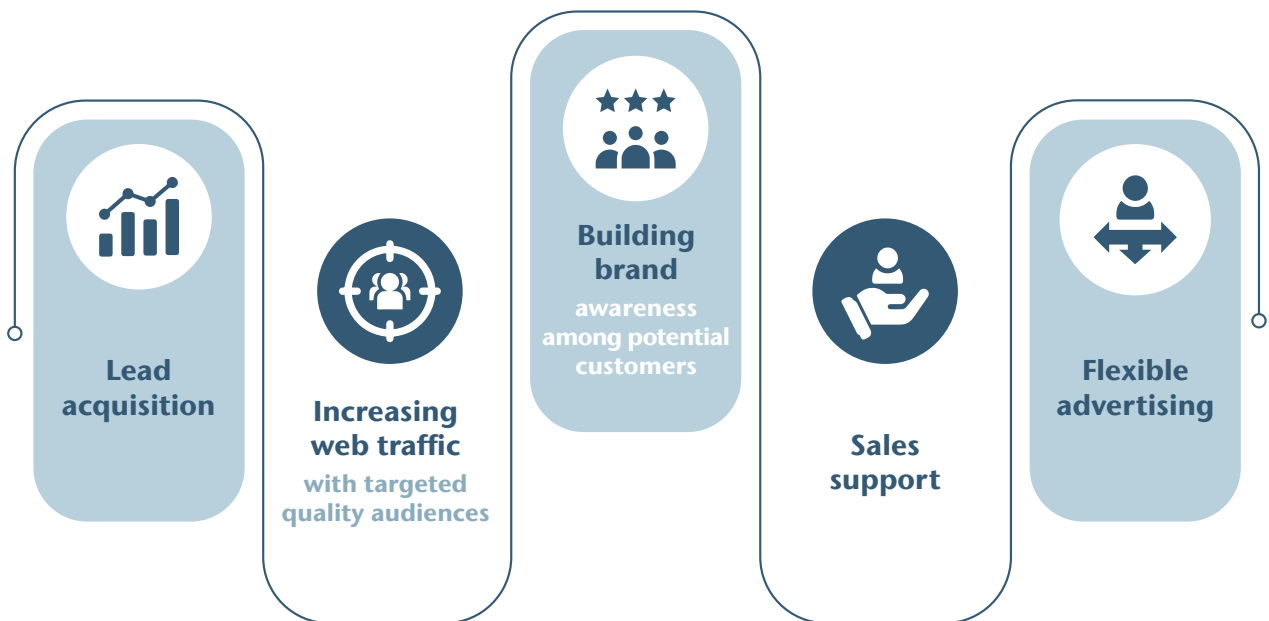 Lead
acquisition
Increasing
web traffic
with targeted
quality audiences
Building
brand
awareness
among potential
customers
Sales
support
Flexible
advertising